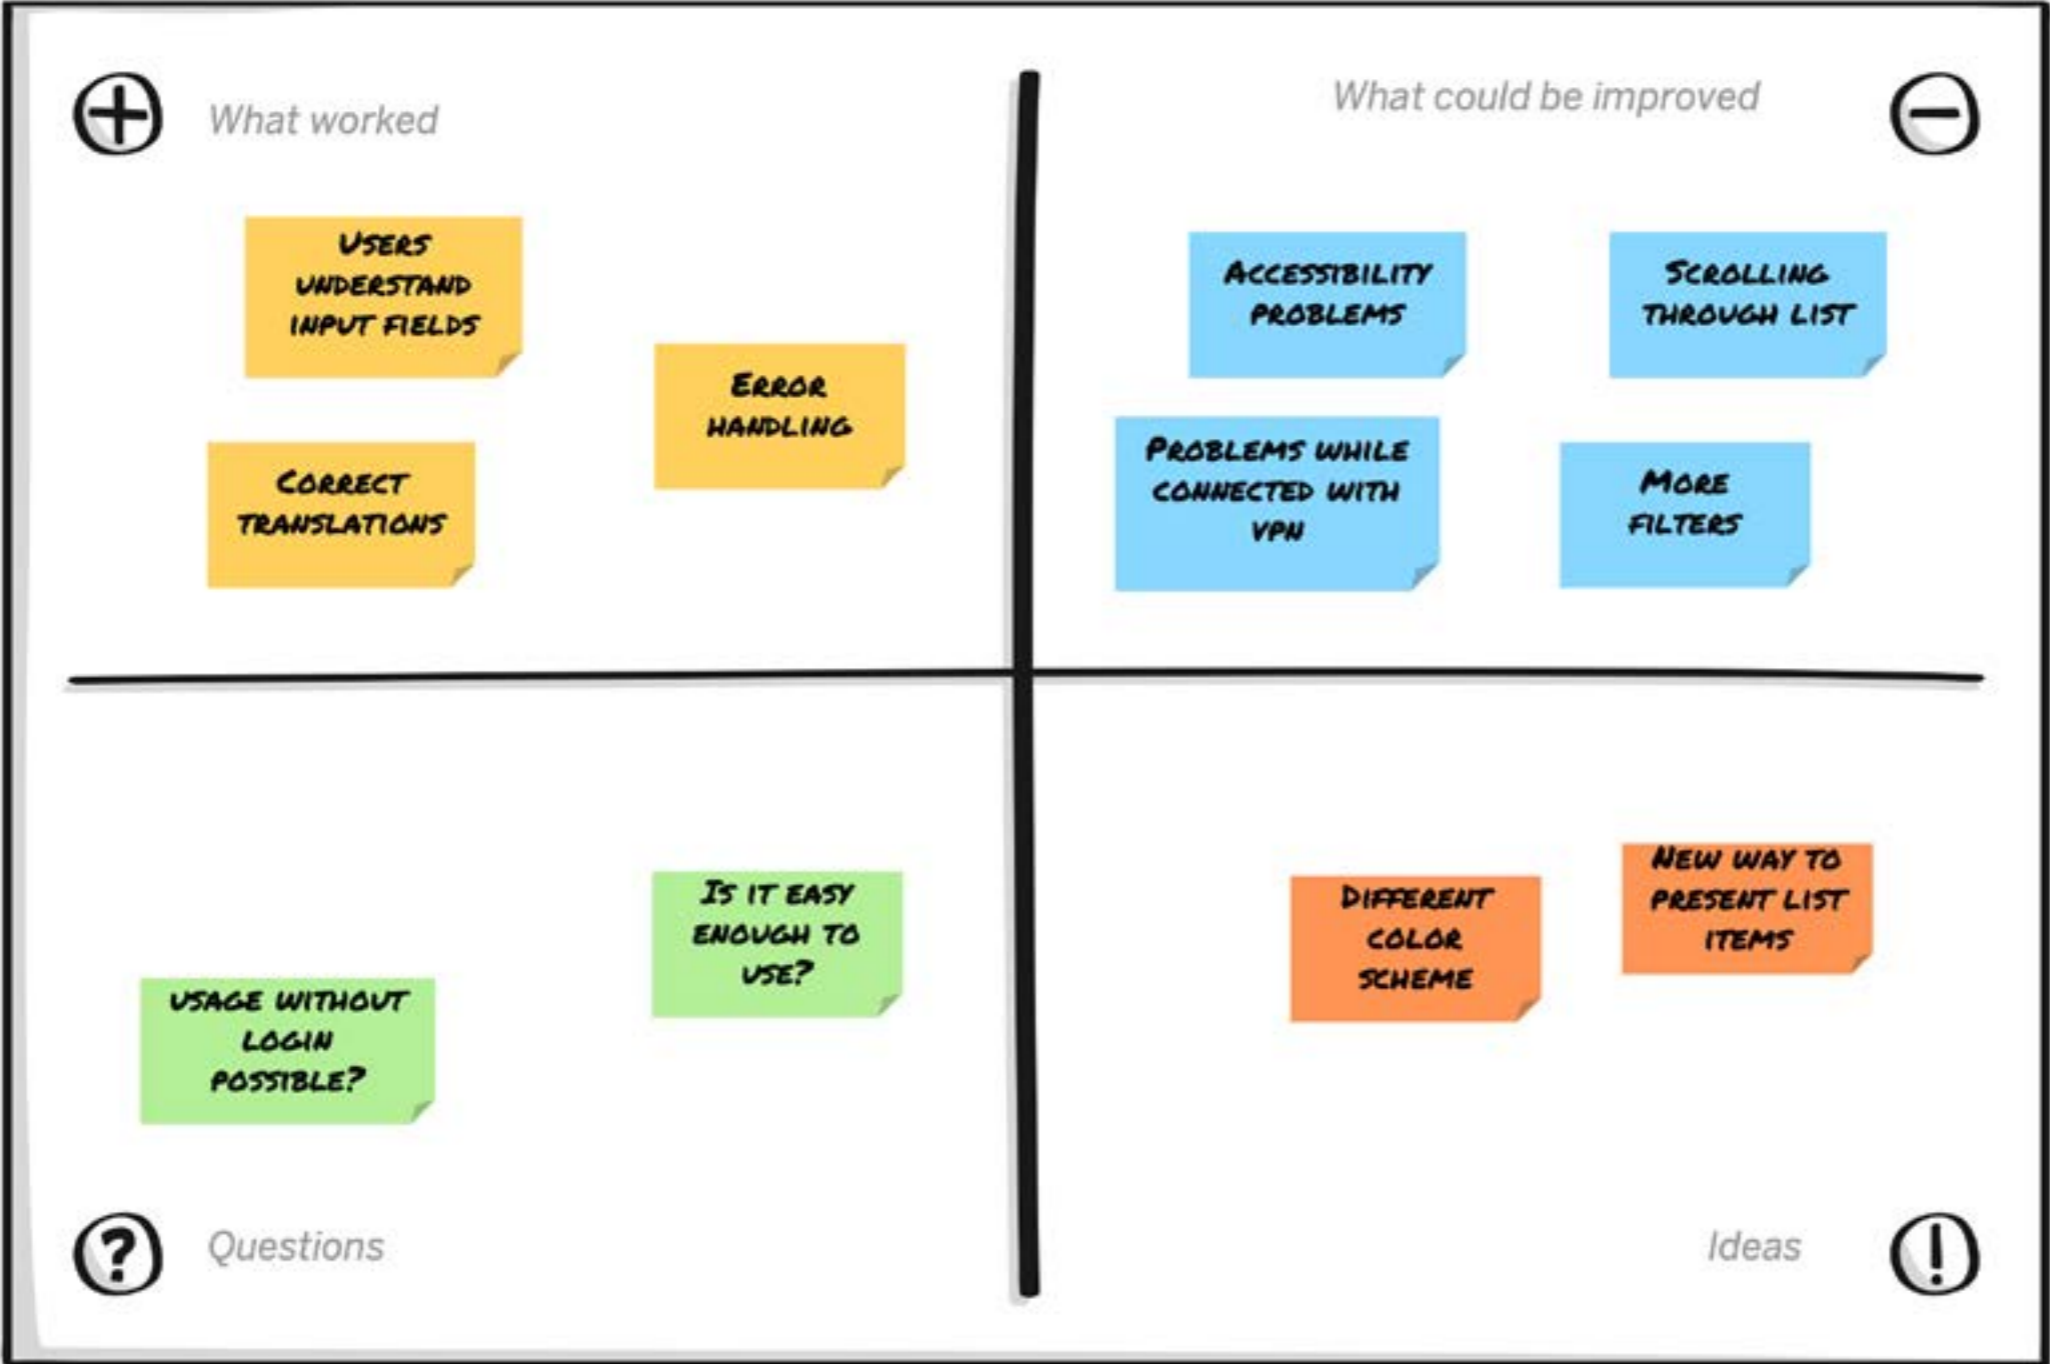 What worked
Users
understand
input fields
Error
handling
Correct
translations
What could be improved
Accessibility
problems
Scrolling
through list
Problems while
connected with
VPN
More
filters
usage without
login
possible?
Is it easy
enough to
use?
Questions
Different
color
scheme
New way to
present list
items
Ideas